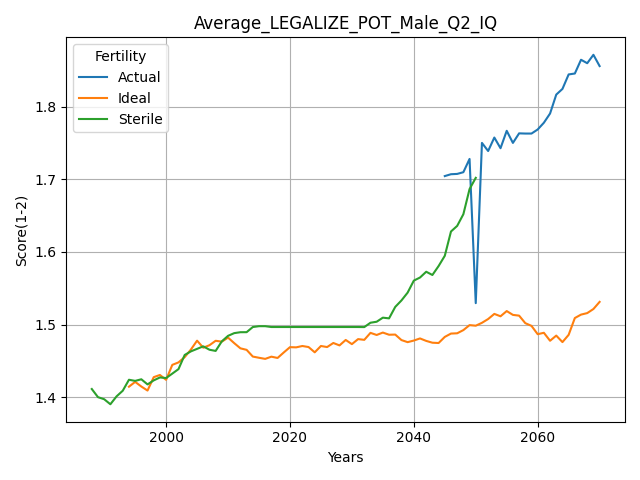 Average_LEGALIZE_POT_Male_Q2_IQ
Fertility
Actual
Ideal
Sterile
Score(1-2)
1.8
1.7
1.6
1.5
1.4
2000
2020
2040
2060
Years